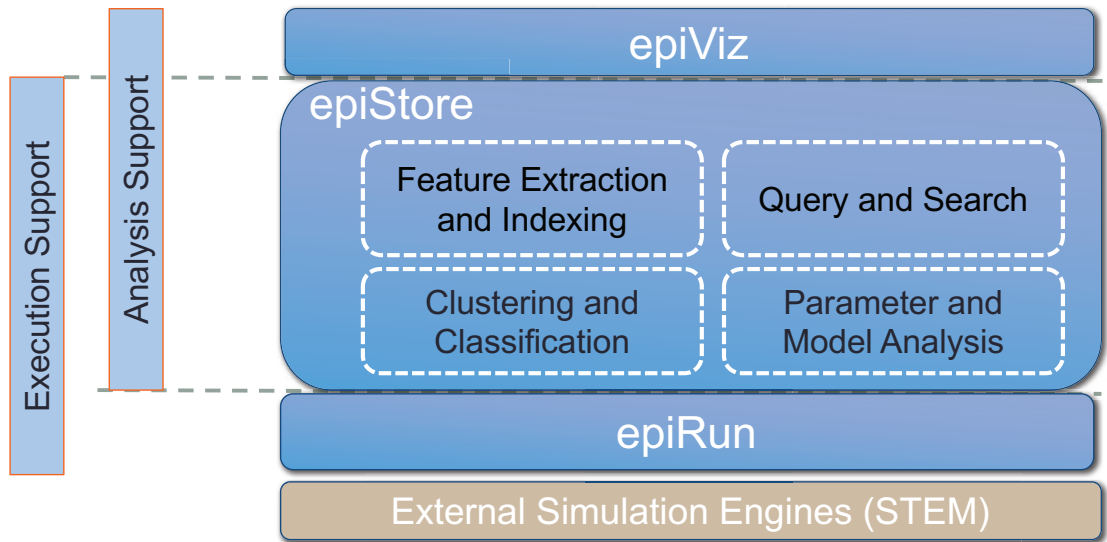 Execution Support
Analysis Support
epiViz
epiStore
Feature Extraction
and Indexing
Query and Search
Clustering and
Classification
Parameter and
Model Analysis
epiRun
External Simulation Engines (STEM)